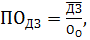 ПО_ДЗ = ДЗ / О_О,